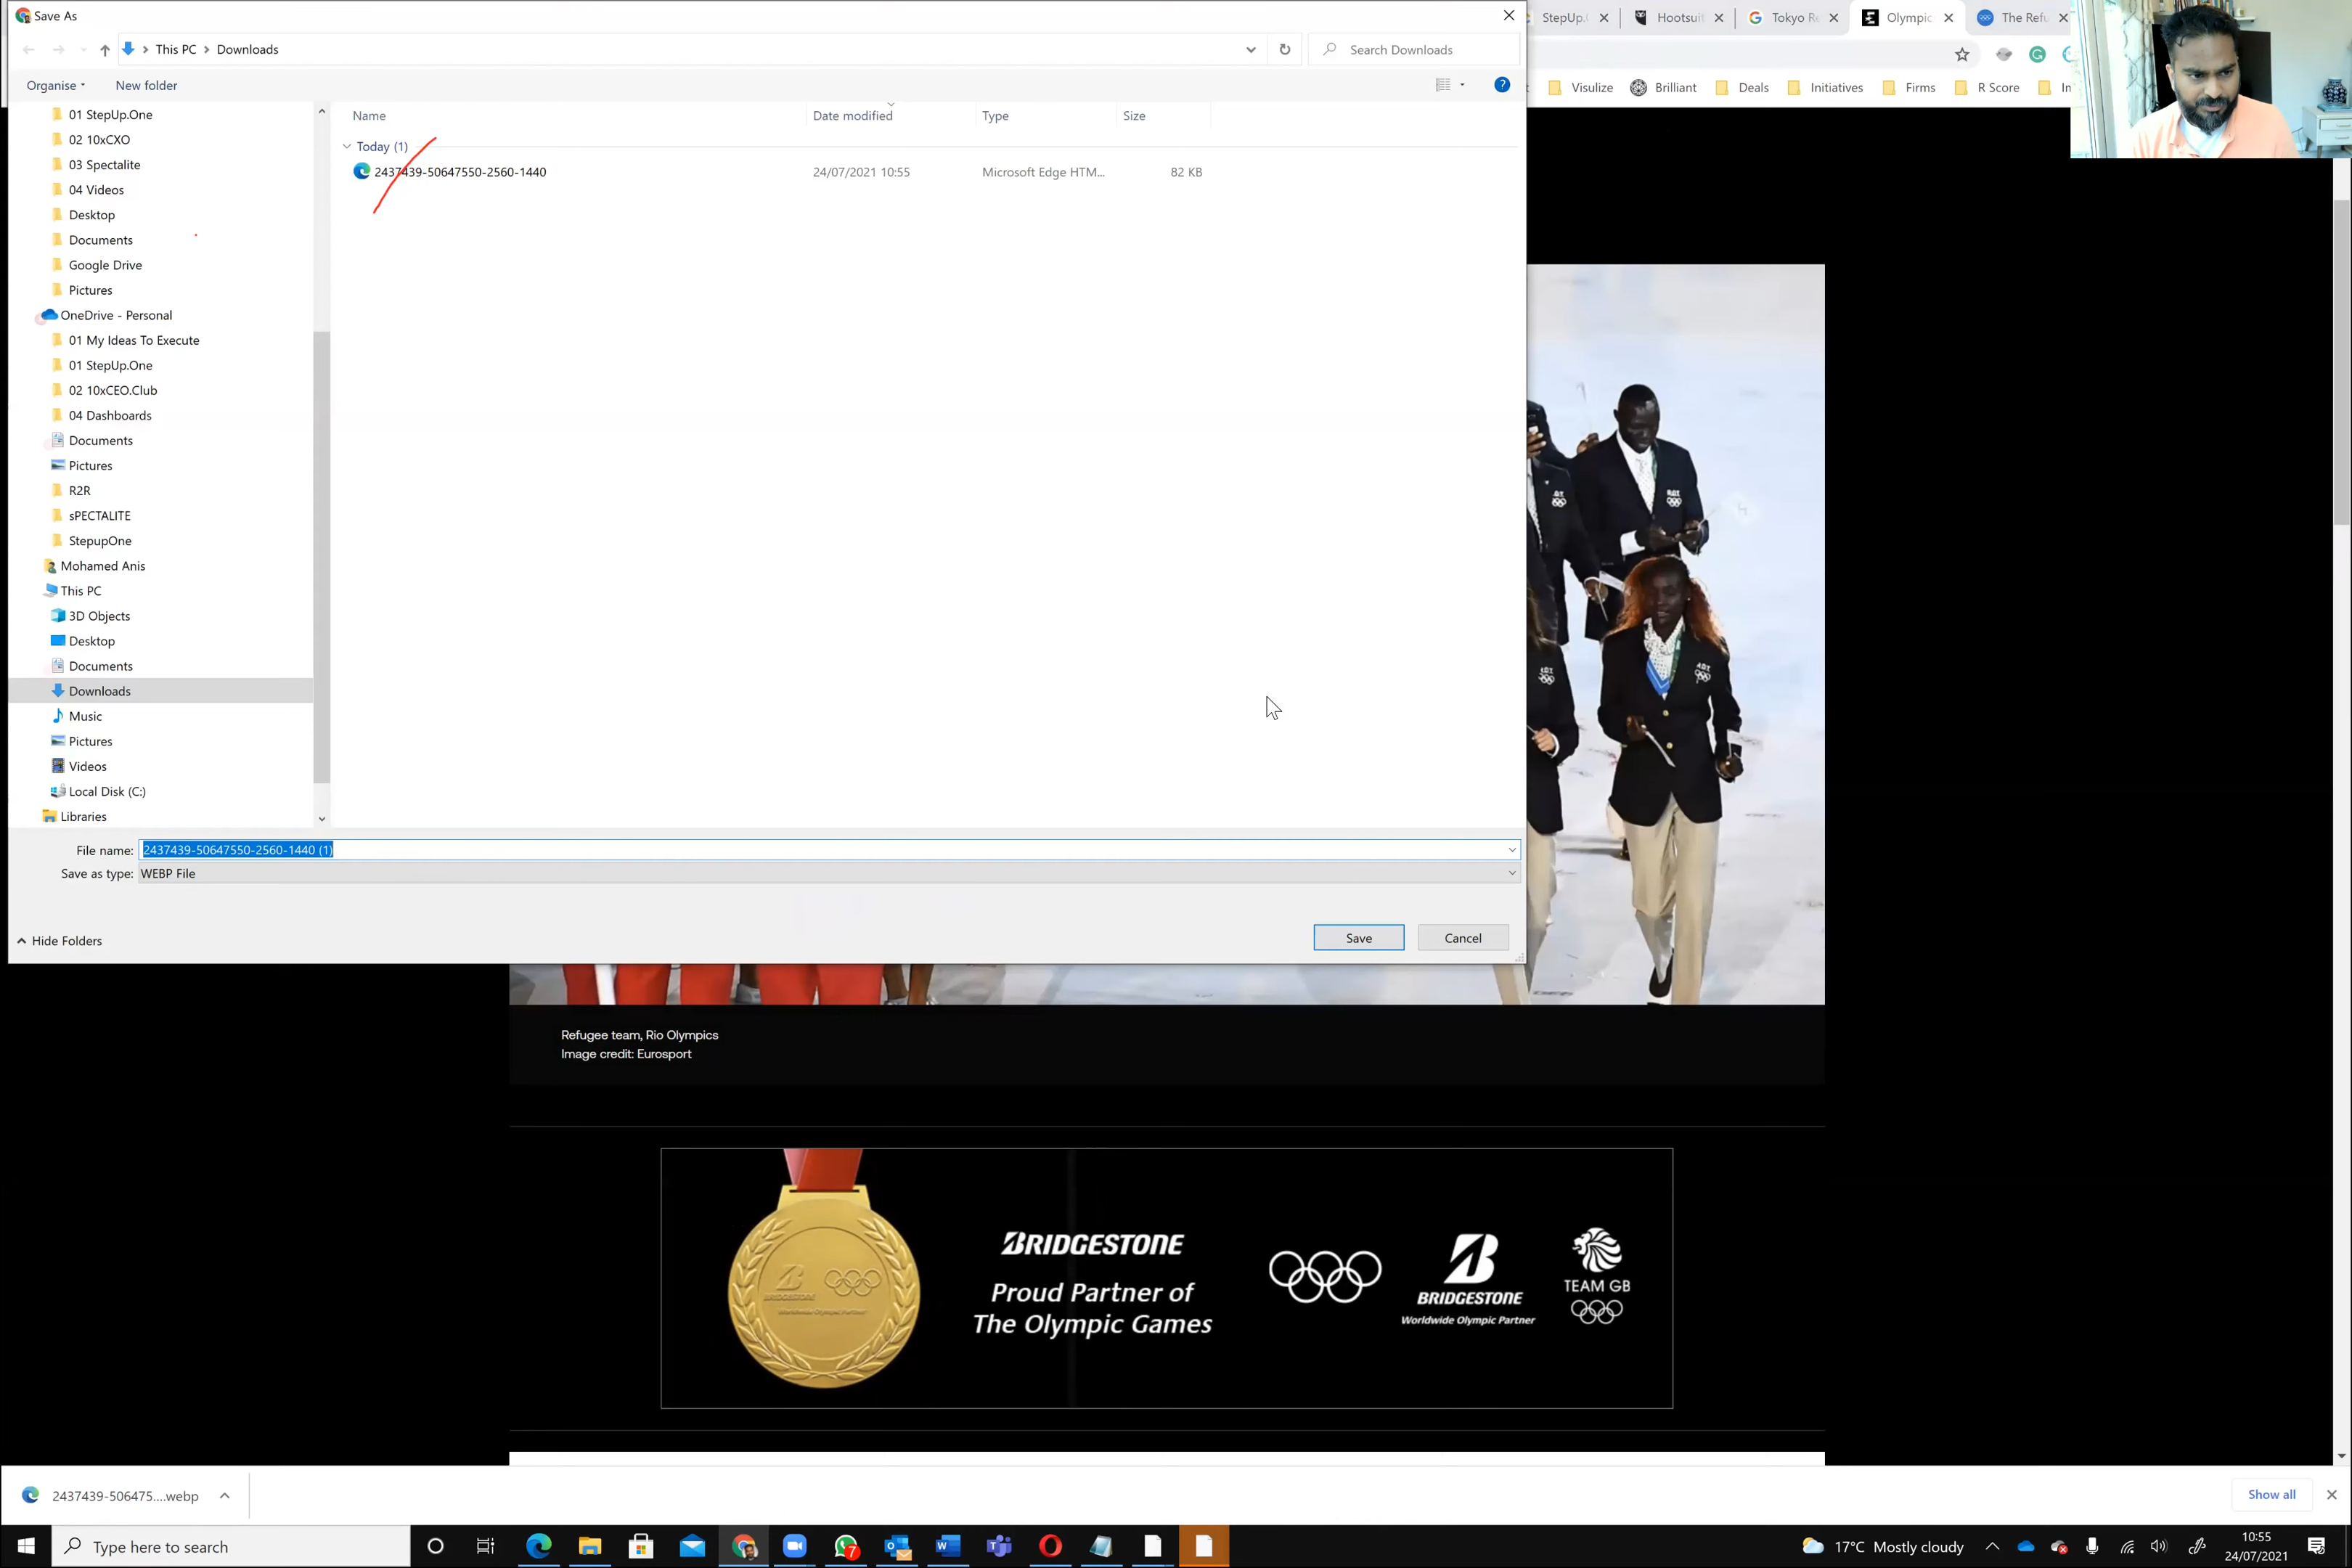 Save As
StepUp.
Hootsuit
Tokyo Re
Olympic
The Refu
This PC > Downloads
Search Downloads
Organise
New folder
Visulize
Brilliant
Deals
Initiatives
Firms
R Score
01 StepUp.One
02 10xCXO
03 Spectalite
04 Videos
Desktop
Documents
Google Drive
Pictures
OneDrive - Personal
01 My Ideas To Execute
01 StepUp.One
02 10xCEO.Club
04 Dashboards
Documents
Pictures
R2R
sPECTALITE
StepupOne
Mohamed Anis
This PC
3D Objects
Desktop
Documents
Downloads
Music
Pictures
Videos
Local Disk (C:)
Libraries
Name
Date modified
Type
Size
Today (1)
2437439-50647550-2560-1440
24/07/2021 10:55
Microsoft Edge HTM...
82 KB
File name: 2437439-50647550-2560-1440 (1)
Save as type: WEBP File
Hide Folders
Save
Cancel
Refugee team, Rio Olympics
Image credit: Eurosport
BRIDGESTONE
Proud Partner of
The Olympic Games
BRIDGESTONE
Worldwide Olympic Partner
TEAM GB
2437439-506475....webp
Show all
Type here to search
7
17°C Mostly cloudy
10:55
24/07/2021